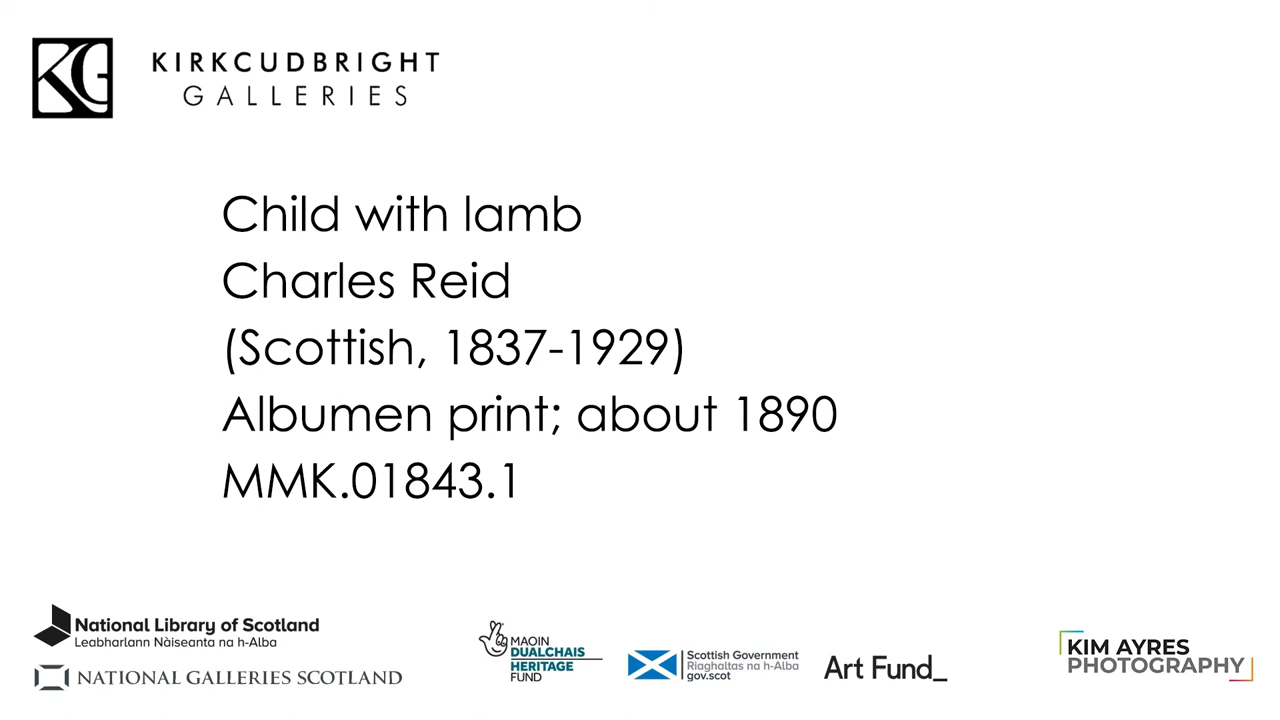 KIRKCUDBRIGHT
GALLERIES
Child with lamb
Charles Reid
(Scottish, 1837-1929)
Albumen print; about 1890
MMK.01843.1
National Library of Scotland
Leabharlann Nàiseanta na h-Alba
NATIONAL GALLERIES SCOTLAND
MAOIN
DUALCHAIS
HERITAGE
FUND
Scottish Government
Riaghaltas na h-Alba
gov.scot
Art Fund_
KIM AYRES
PHOTOGRAPHY